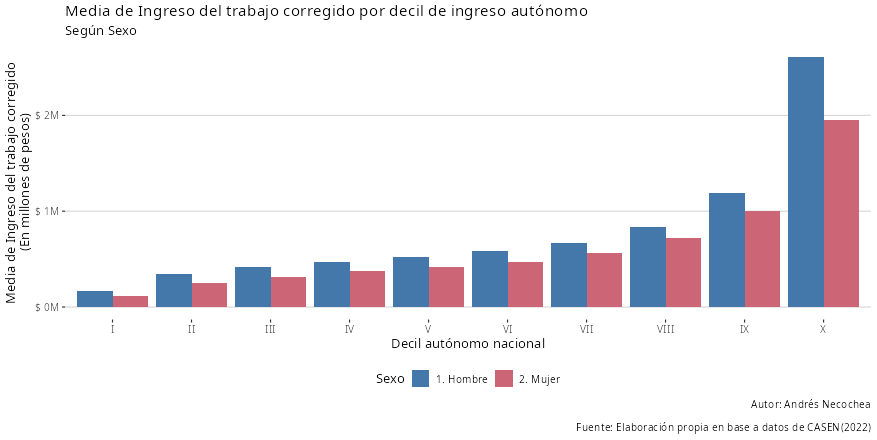 Media de Ingreso del trabajo corregido por decil de ingreso autónomo
Según Sexo
Media de Ingreso del trabajo corregido
(En millones de pesos)
$ 2M
$ 1M
$ 0M
I II III IV V VI VII VIII IX X
Decil autónomo nacional
Sexo 1. Hombre 2. Mujer
Autor: Andrés Necochea
Fuente: Elaboración propia en base a datos de CASEN(2022)